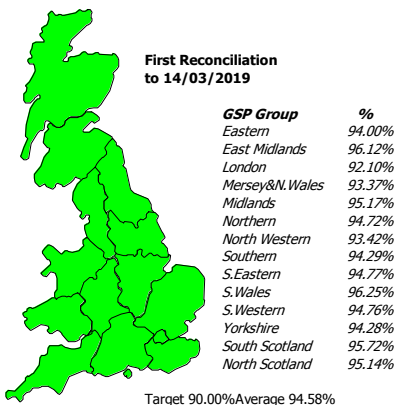 First Reconciliation
to 14/03/2019
GSP Group %
Eastern 94.00%
East Midlands 96.12%
London 92.10%
Mersey&N.Wales 93.37%
Midlands 95.17%
Northern 94.72%
North Western 93.42%
Southern 94.29%
S.Eastern 94.77%
S.Wales 96.25%
S.Western 94.76%
Yorkshire 94.28%
South Scotland 95.72%
North Scotland 95.14%
Target 90.00%Average 94.58%